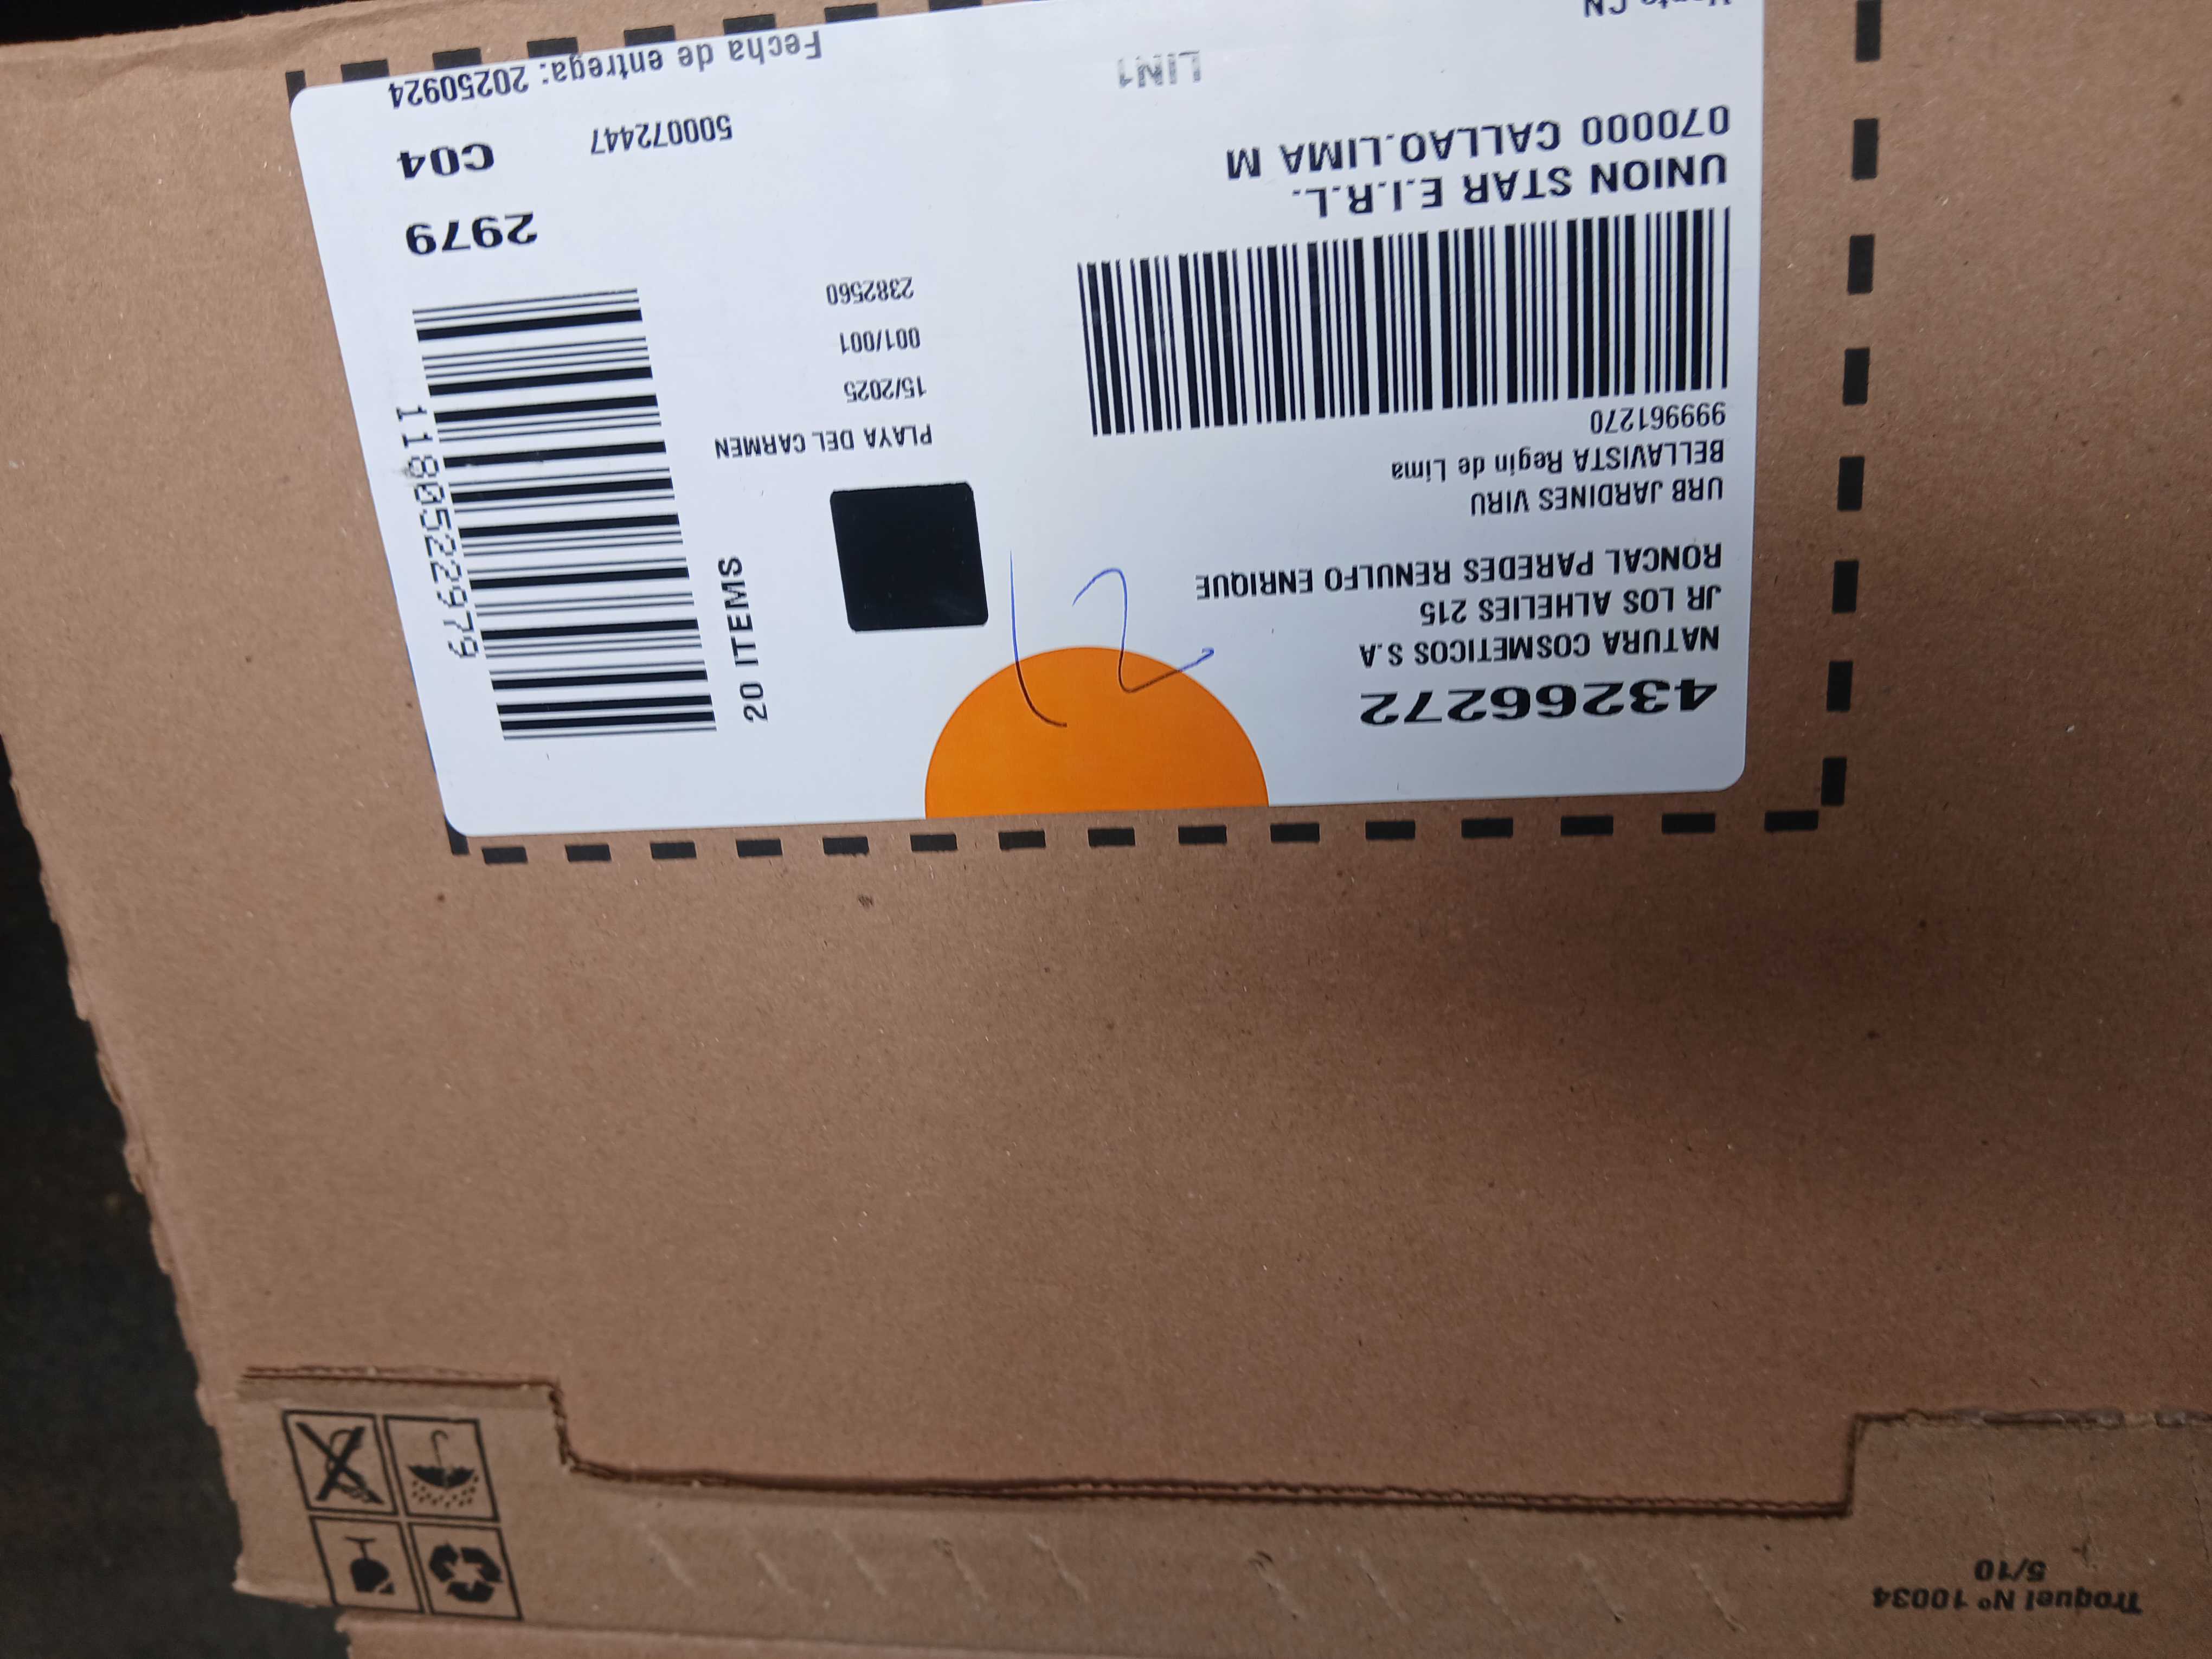 43266272
NATURA COSMETICOS S.A
JR LOS ALHELIES 215
RONCAL PAREDES RENULFO ENRIQUE
URB JARDINES VIRU
BELLAVISTA Regin de Lima
999961270
UNION STAR E.I.R.L.
070000 CALLAO.LIMA M
LIN1
CN
12
20 ITEMS
PLAYA DEL CARMEN
15/2025
001/001
2382560
1180522979
2979
C04
500072447
Fecha de entrega: 20250924
Troquel Nº 10034
5/10